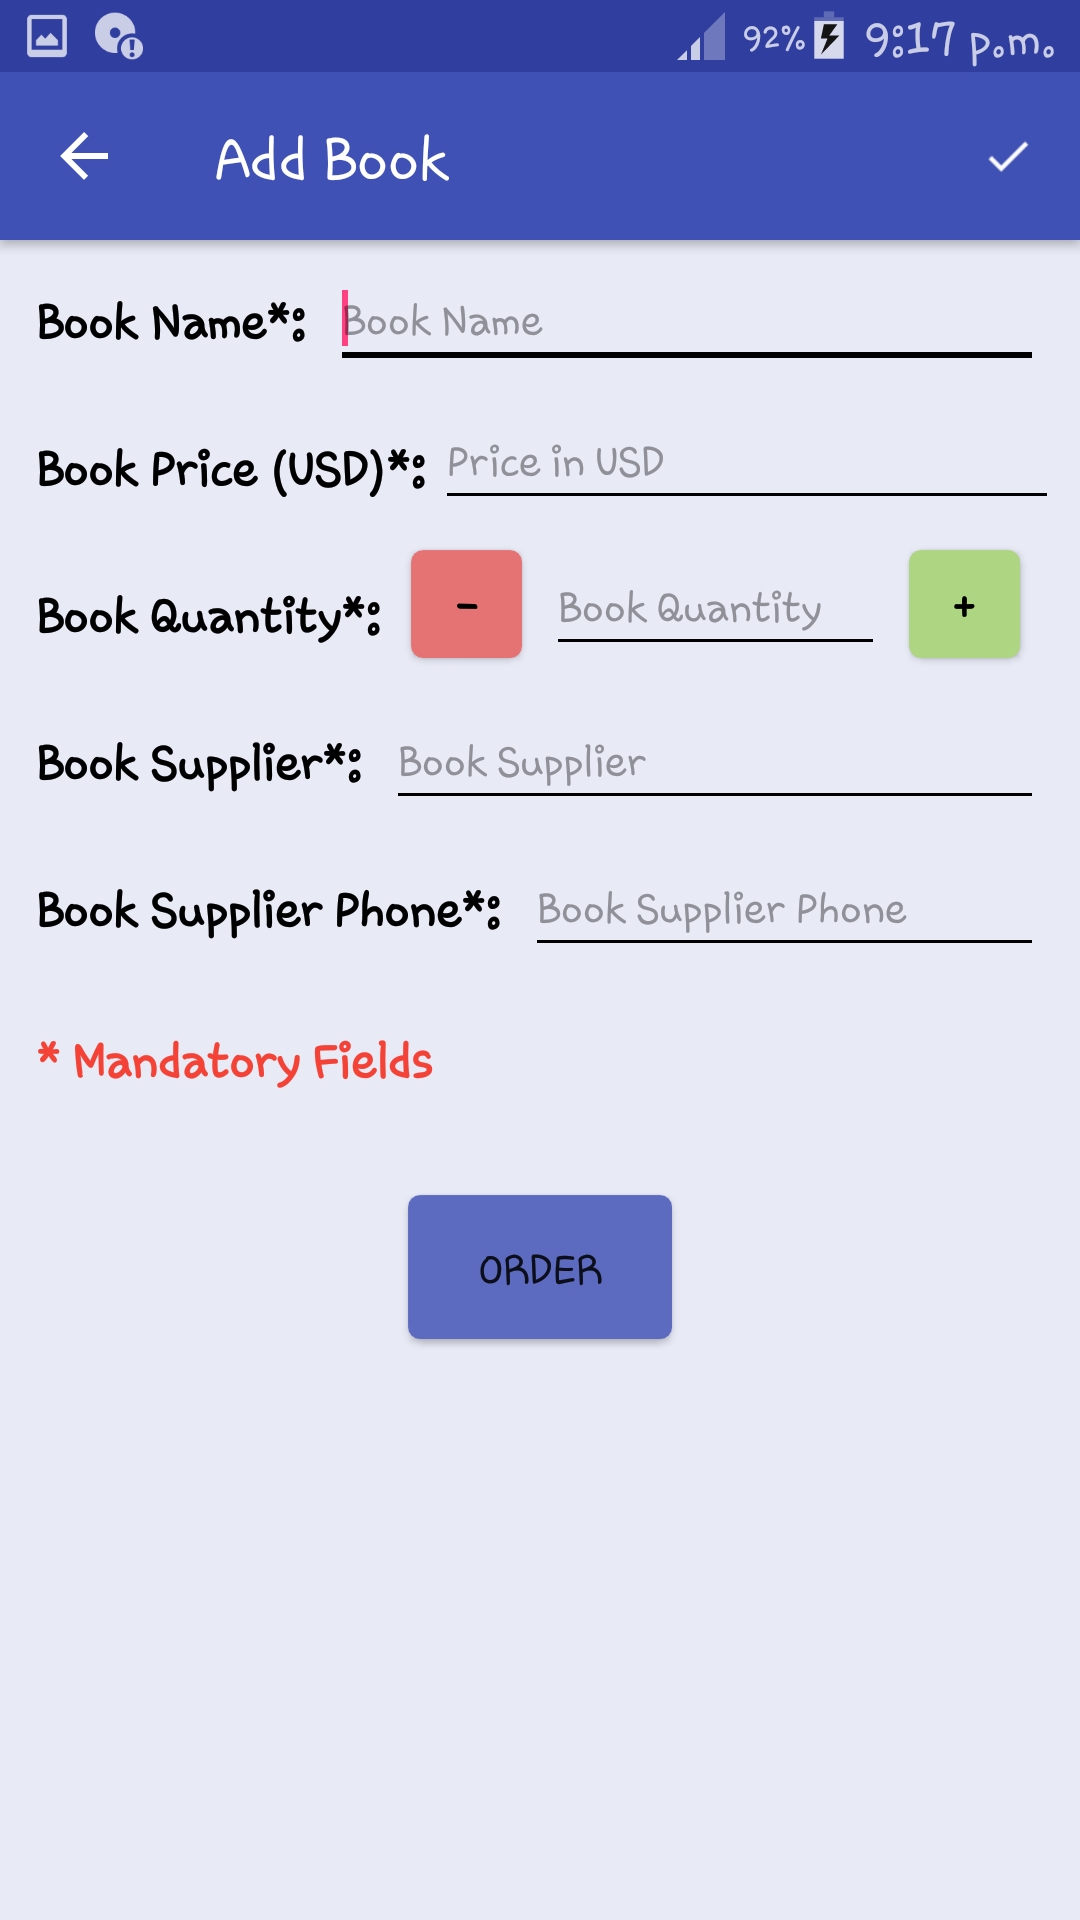 92% 9:17 p.m.
Add Book
Book Name*: Book Name
Book Price (USD)*: Price in USD
Book Quantity*: - Book Quantity +
Book Supplier*: Book Supplier
Book Supplier Phone*: Book Supplier Phone
* Mandatory Fields
ORDER